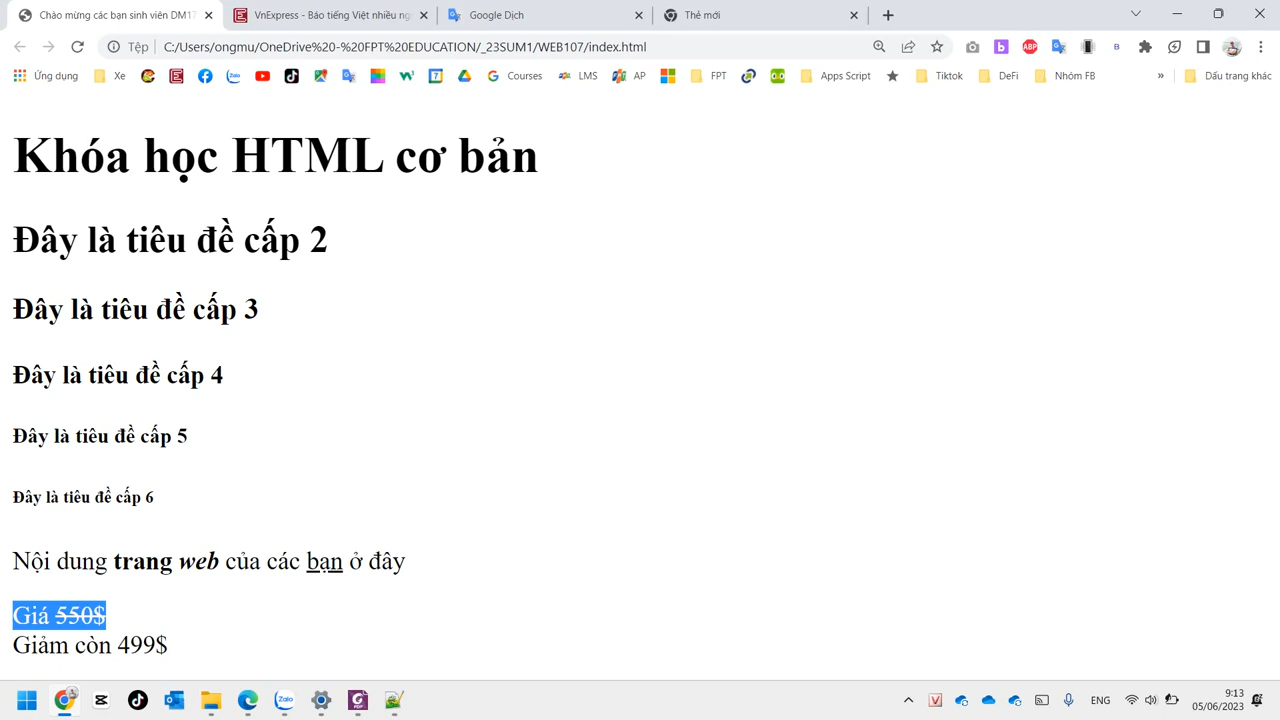 Chào mừng các bạn sinh viên DM17
VnExpress - Báo tiếng Việt nhiều ng
Google Dịch
Thẻ mới
Tệp
C:/Users/ongmu/OneDrive%20-%20FPT%20EDUCATION/_23SUM1/WEB107/index.html
ABP
B
Ứng dụng
Xe
Zalo
7
Courses
LMS
AP
FPT
Apps Script
Tiktok
DeFi
Nhóm FB
»
Dấu trang khác
Khóa học HTML cơ bản
Đây là tiêu đề cấp 2
Đây là tiêu đề cấp 3
Đây là tiêu đề cấp 4
Đây là tiêu đề cấp 5
Đây là tiêu đề cấp 6
Nội dung trang web của các bạn ở đây
Giá 550$
Giảm còn 499$
Zalo
PDF
V
ENG
9:13
05/06/2023